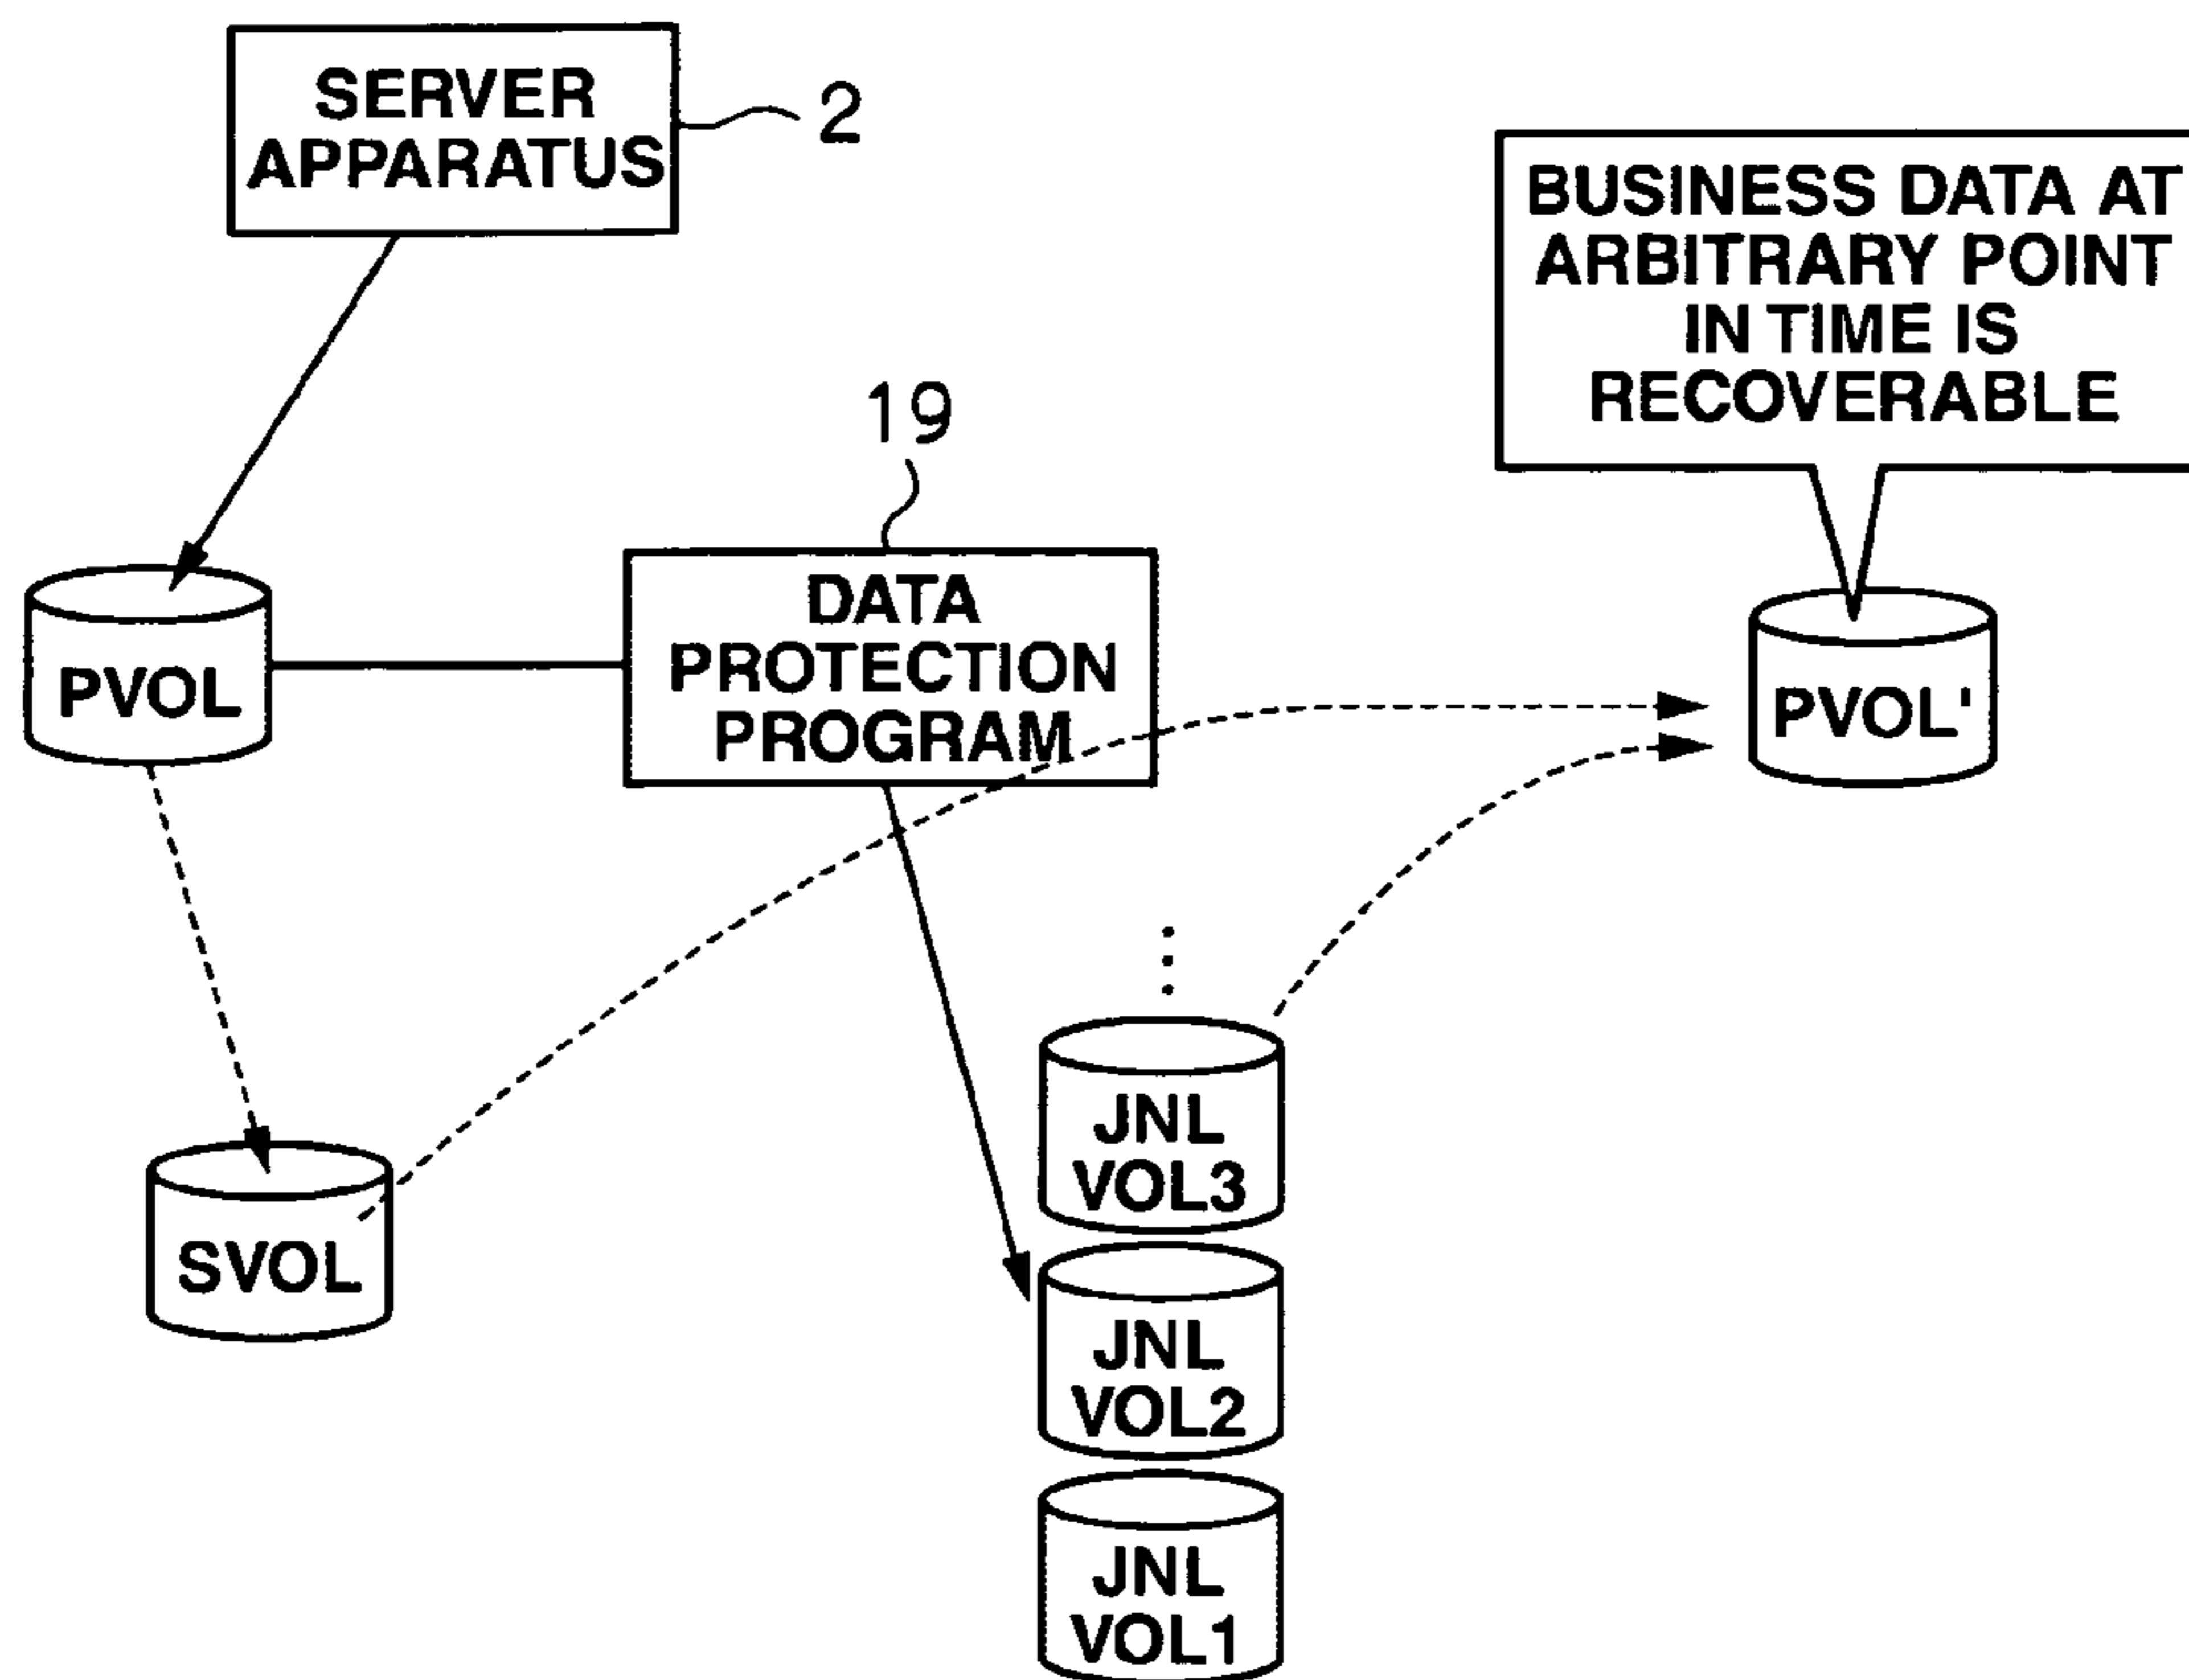 SERVER
APPARATUS
2
BUSINESS DATA AT
ARBITRARY POINT
IN TIME IS
RECOVERABLE
19
DATA
PROTECTION
PROGRAM
PVOL
PVOL'
SVOL
JNL
VOL3
JNL
VOL2
JNL
VOL1